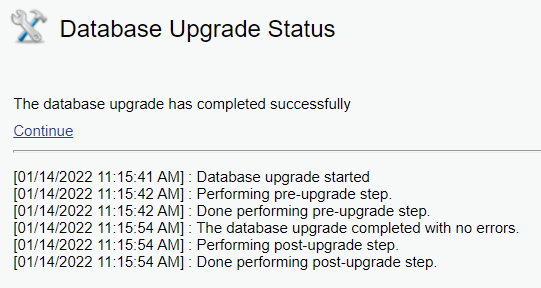 Database Upgrade Status
The database upgrade has completed successfully
Continue
[01/14/2022 11:15:41 AM] : Database upgrade started
[01/14/2022 11:15:42 AM] : Performing pre-upgrade step.
[01/14/2022 11:15:42 AM] : Done performing pre-upgrade step.
[01/14/2022 11:15:54 AM] : The database upgrade completed with no errors.
[01/14/2022 11:15:54 AM] : Performing post-upgrade step.
[01/14/2022 11:15:54 AM] : Done performing post-upgrade step.